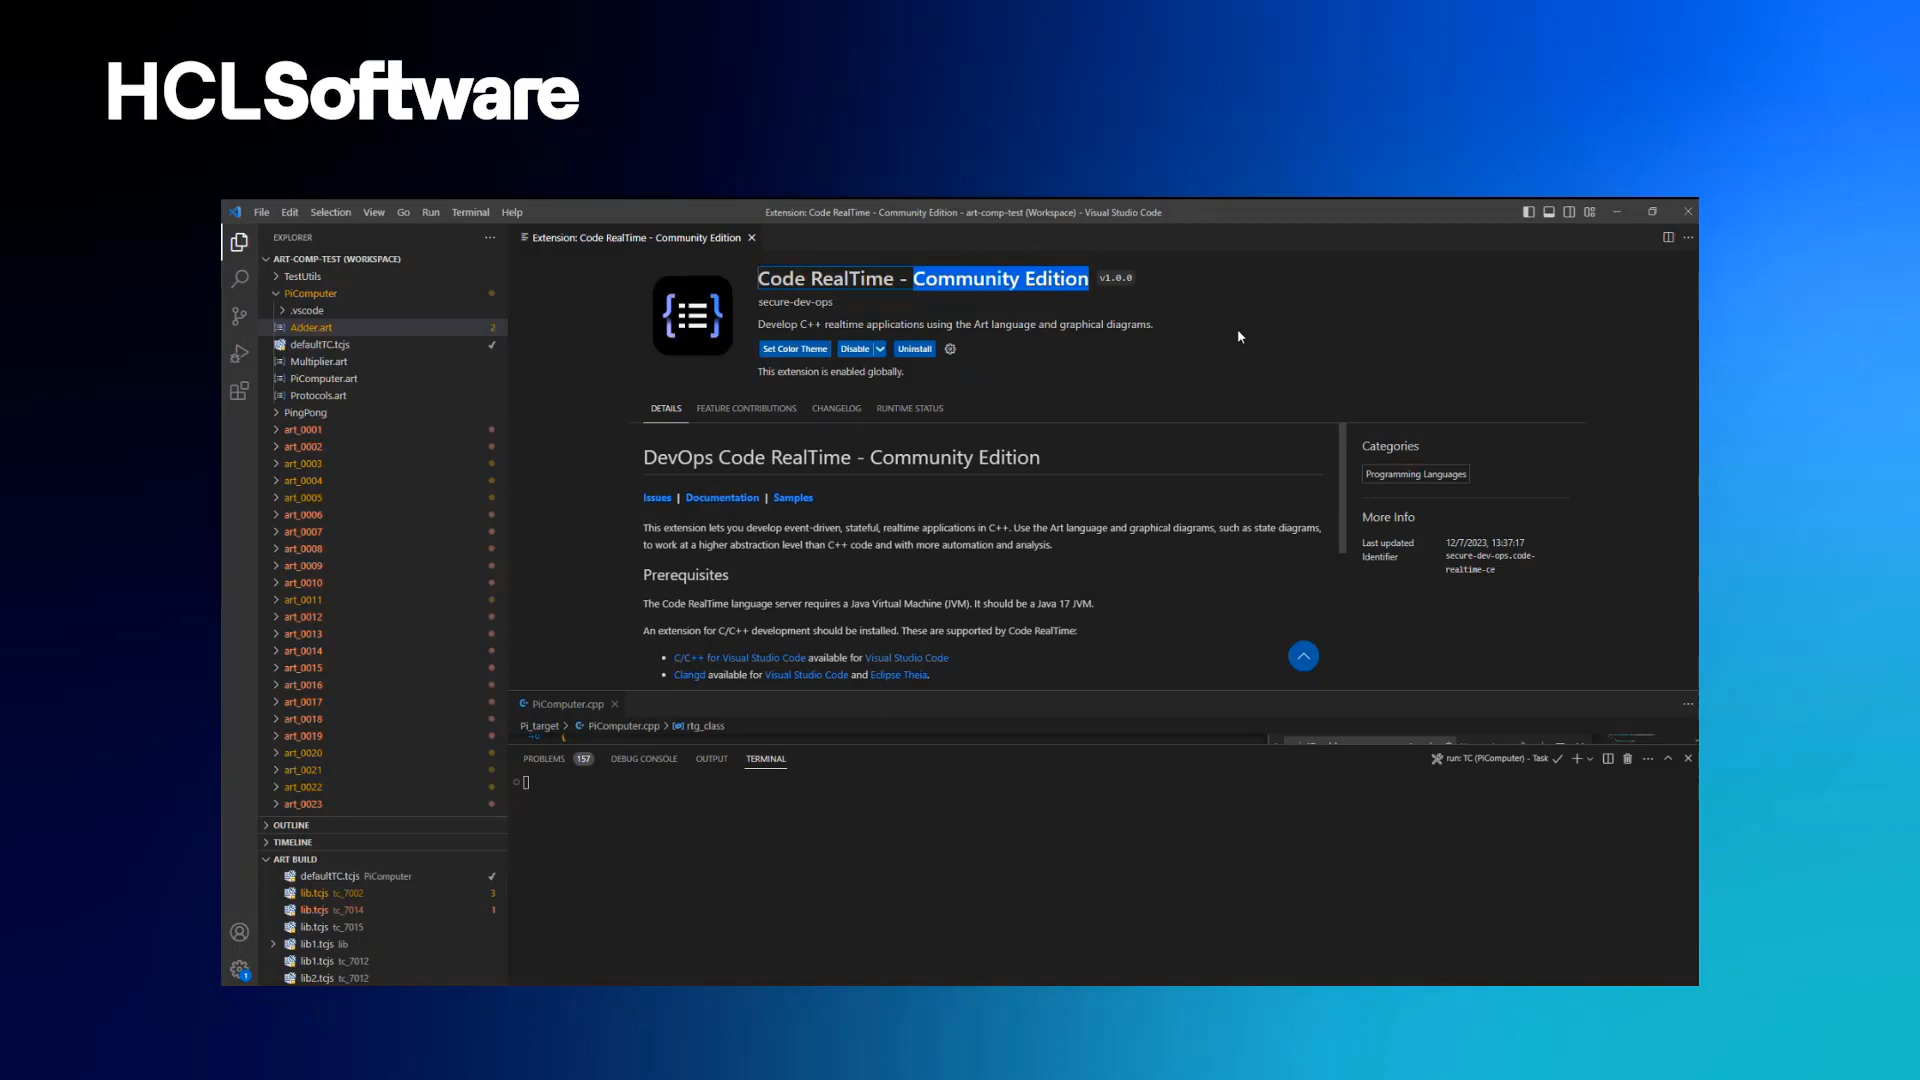 HCLSoftware
File Edit Selection View Go Run Terminal Help
Extension: Code RealTime - Community Edition - art-comp-test (Workspace) - Visual Studio Code
EXPLORER
ART-COMP-TEST (WORKSPACE)
TestUtils
PiComputer
.vscode
Adder.art 2
defaultTC.tcjs
Multiplier.art
PiComputer.art
Protocols.art
PingPong
art_0001
art_0002
art_0003
art_0004
art_0005
art_0006
art_0007
art_0008
art_0009
art_0010
art_0011
art_0012
art_0013
art_0014
art_0015
art_0016
art_0017
art_0018
art_0019
art_0020
art_0021
art_0022
art_0023
OUTLINE
TIMELINE
ART BUILD
defaultTC.tcjs PiComputer
lib.tcjs tc_7002 3
lib.tcjs tc_7014 1
lib.tcjs tc_7015
lib1.tcjs lib
lib1.tcjs tc_7012
lib2.tcjs tc_7012
1
Extension: Code RealTime - Community Edition
Code RealTime - Community Edition v1.0.0
secure-dev-ops
Develop C++ realtime applications using the Art language and graphical diagrams.
Set Color Theme Disable Uninstall
This extension is enabled globally.
DETAILS FEATURE CONTRIBUTIONS CHANGELOG RUNTIME STATUS
DevOps Code RealTime - Community Edition
Issues | Documentation | Samples
This extension lets you develop event-driven, stateful, realtime applications in C++. Use the Art language and graphical diagrams, such as state diagrams,
to work at a higher abstraction level than C++ code and with more automation and analysis.
Prerequisites
The Code RealTime language server requires a Java Virtual Machine (JVM). It should be a Java 17 JVM.
An extension for C/C++ development should be installed. These are supported by Code RealTime:
• C/C++ for Visual Studio Code available for Visual Studio Code
• Clangd available for Visual Studio Code and Eclipse Theia.
Categories
Programming Languages
More Info
Last updated 12/7/2023, 13:37:17
Identifier secure-dev-ops.code-
realtime-ce
PiComputer.cpp
Pi_target > PiComputer.cpp > rtg_class
PROBLEMS 157 DEBUG CONSOLE OUTPUT TERMINAL
run: TC (PiComputer) - Task